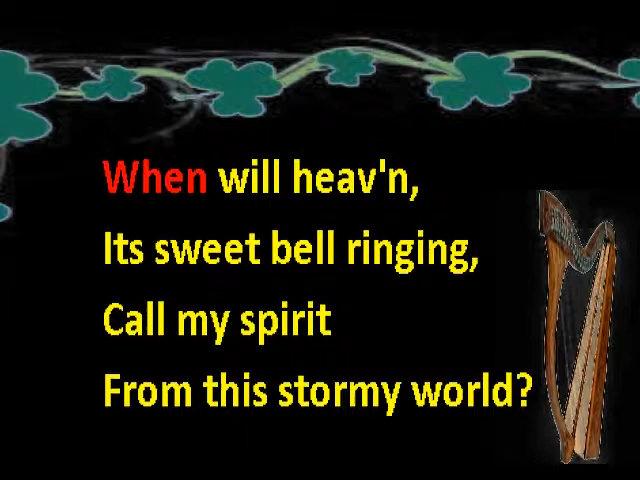 When will heav'n,
Its sweet bell ringing,
Call my spirit
From this stormy world?